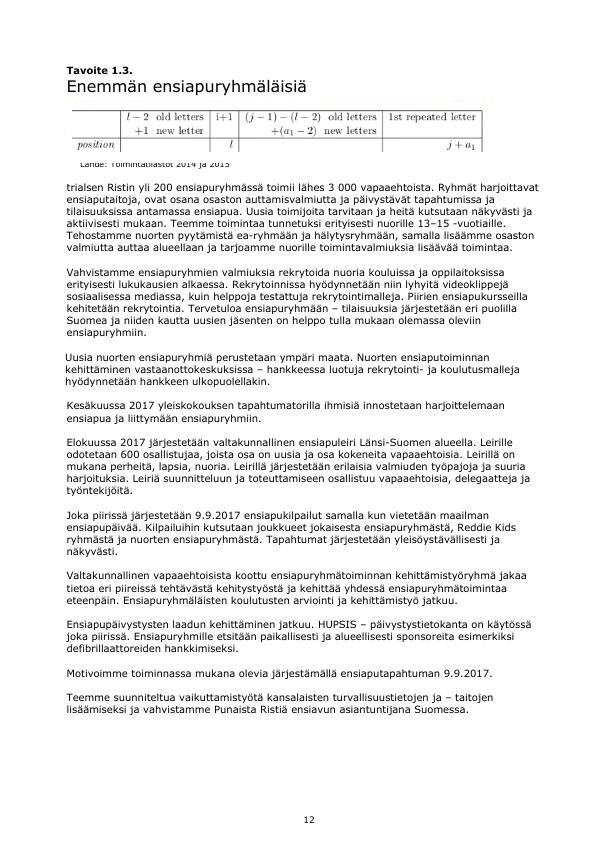 Tavoite 1.3.
Enemmän ensiapuryhmäläisiä
l − 2 old letters i+1 (j − 1) − (l − 2) old letters 1st repeated letter
+1 new letter +(a₁ − 2) new letters
position l j + a₁
Lähde: Toimintatilastot 2014 ja 2015
trialsen Ristin yli 200 ensiapuryhmässä toimii lähes 3 000 vapaaehtoista. Ryhmät harjoittavat
ensiaputaitoja, ovat osana osaston auttamisvalmiutta ja päivystävät tapahtumissa ja
tilaisuuksissa antamassa ensiapua. Uusia toimijoita tarvitaan ja heitä kutsutaan näkyvästi ja
aktiivisesti mukaan. Teemme toimintaa tunnetuksi erityisesti nuorille 13–15 -vuotiaille.
Tehostamme nuorten pyytämistä ea-ryhmään ja hälytysryhmään, samalla lisäämme osaston
valmiutta auttaa alueellaan ja tarjoamme nuorille toimintavalmiuksia lisäävää toimintaa.
Vahvistamme ensiapuryhmien valmiuksia rekrytoida nuoria kouluissa ja oppilaitoksissa
erityisesti lukukausien alkaessa. Rekrytoinnissa hyödynnetään niin lyhyitä videoklippejä
sosiaalisessa mediassa, kuin helppoja testattuja rekrytointimalleja. Piirien ensiapukursseilla
kehitetään rekrytointia. Tervetuloa ensiapuryhmään – tilaisuuksia järjestetään eri puolilla
Suomea ja niiden kautta uusien jäsenten on helppo tulla mukaan olemassa oleviin
ensiapuryhmiin.
Uusia nuorten ensiapuryhmiä perustetaan ympäri maata. Nuorten ensiaputoiminnan
kehittäminen vastaanottokeskuksissa – hankkeessa luotuja rekrytointi- ja koulutusmalleja
hyödynnetään hankkeen ulkopuolellakin.
Kesäkuussa 2017 yleiskokouksen tapahtumatorilla ihmisiä innostetaan harjoittelemaan
ensiapua ja liittymään ensiapuryhmiin.
Elokuussa 2017 järjestetään valtakunnallinen ensiapuleiri Länsi-Suomen alueella. Leirille
odotetaan 600 osallistujaa, joista osa on uusia ja osa kokeneita vapaaehtoisia. Leirillä on
mukana perheitä, lapsia, nuoria. Leirillä järjestetään erilaisia valmiuden työpajoja ja suuria
harjoituksia. Leiriä suunnitteluun ja toteuttamiseen osallistuu vapaaehtoisia, delegaatteja ja
työntekijöitä.
Joka piirissä järjestetään 9.9.2017 ensiapukilpailut samalla kun vietetään maailman
ensiapupäivää. Kilpailuihin kutsutaan joukkueet jokaisesta ensiapuryhmästä, Reddie Kids
ryhmästä ja nuorten ensiapuryhmästä. Tapahtumat järjestetään yleisöystävällisesti ja
näkyvästi.
Valtakunnallinen vapaaehtoisista koottu ensiapuryhmätoiminnan kehittämistyöryhmä jakaa
tietoa eri piireissä tehtävästä kehitystyöstä ja kehittää yhdessä ensiapuryhmätoimintaa
eteenpäin. Ensiapuryhmäläisten koulutusten arviointi ja kehittämistyö jatkuu.
Ensiapupäivystysten laadun kehittäminen jatkuu. HUPSIS – päivystystietokanta on käytössä
joka piirissä. Ensiapuryhmille etsitään paikallisesti ja alueellisesti sponsoreita esimerkiksi
defibrillaattoreiden hankkimiseksi.
Motivoimme toiminnassa mukana olevia järjestämällä ensiaputapahtuman 9.9.2017.
Teemme suunniteltua vaikuttamistyötä kansalaisten turvallisuustietojen ja – taitojen
lisäämiseksi ja vahvistamme Punaista Ristiä ensiavun asiantuntijana Suomessa.
12